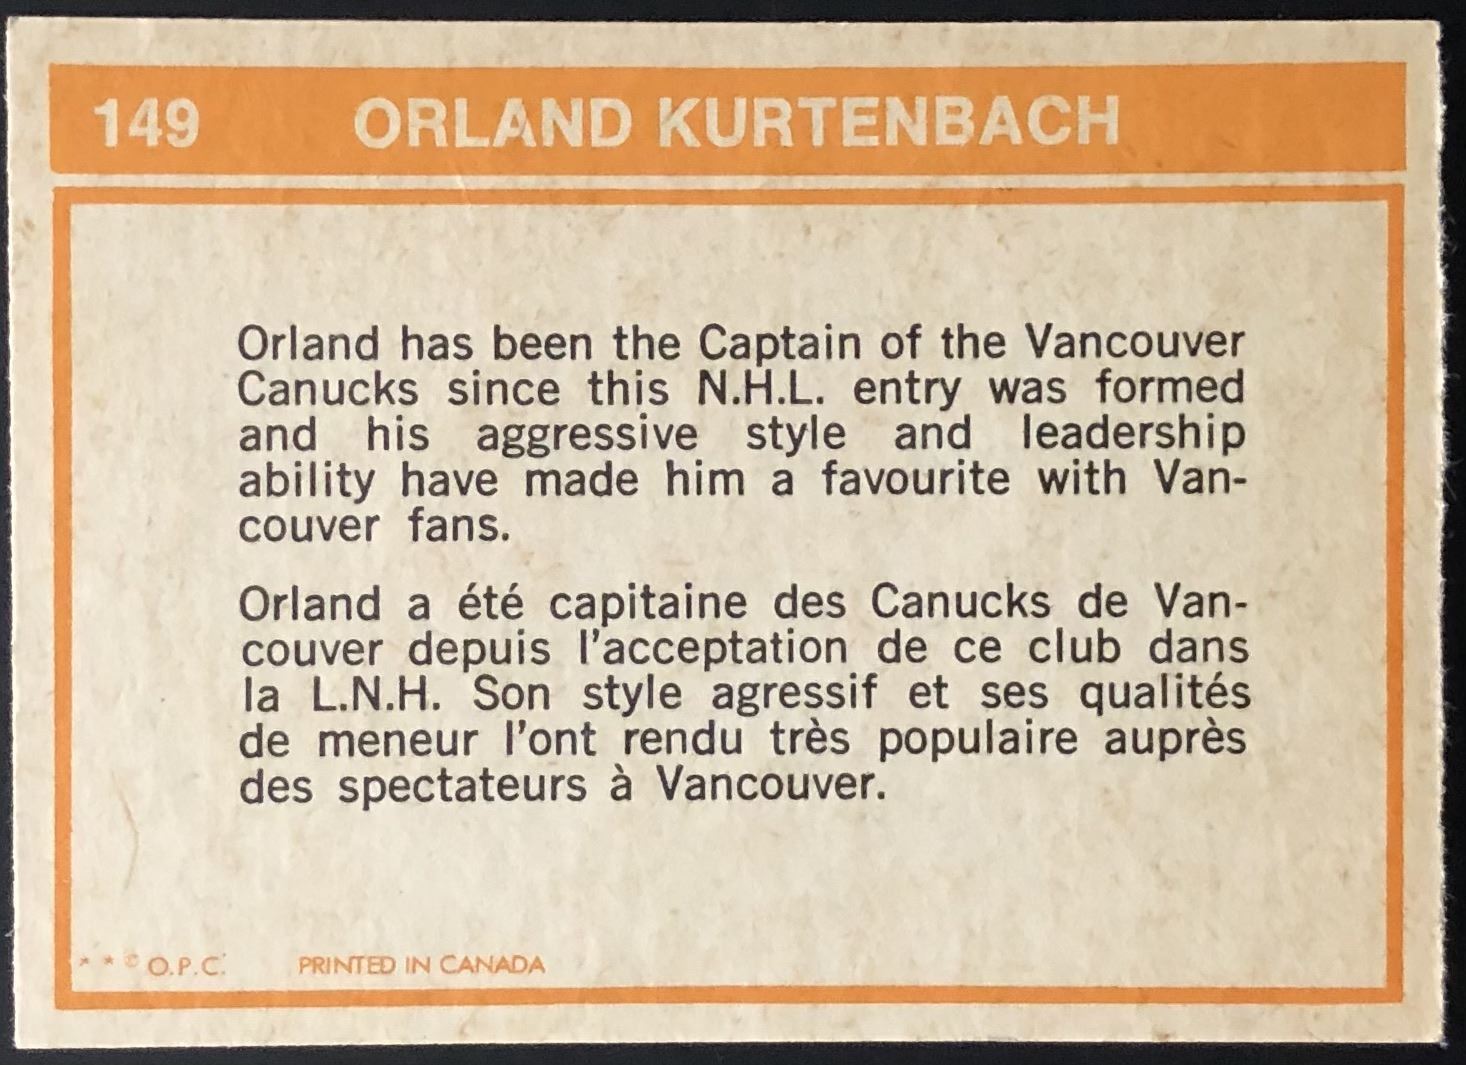 149 ORLAND KURTENBACH
Orland has been the Captain of the Vancouver
Canucks since this N.H.L. entry was formed
and his aggressive style and leadership
ability have made him a favourite with Van-
couver fans.
Orland a été capitaine des Canucks de Van-
couver depuis l'acceptation de ce club dans
la L.N.H. Son style agressif et ses qualités
de meneur l'ont rendu très populaire auprès
des spectateurs à Vancouver.
* * © O.P.C. PRINTED IN CANADA